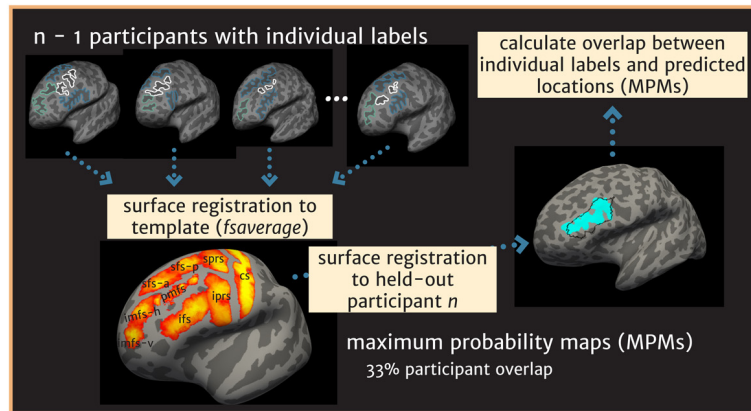 n - 1 participants with individual labels
...
calculate overlap between
individual labels and predicted
locations (MPMs)
surface registration to
template (fsaverage)
sfs-p
sprs
cs
sfs-a
pmfs
iprs
imfs-h
ifs
imfs-v
surface registration
to held-out
participant n
maximum probability maps (MPMs)
33% participant overlap